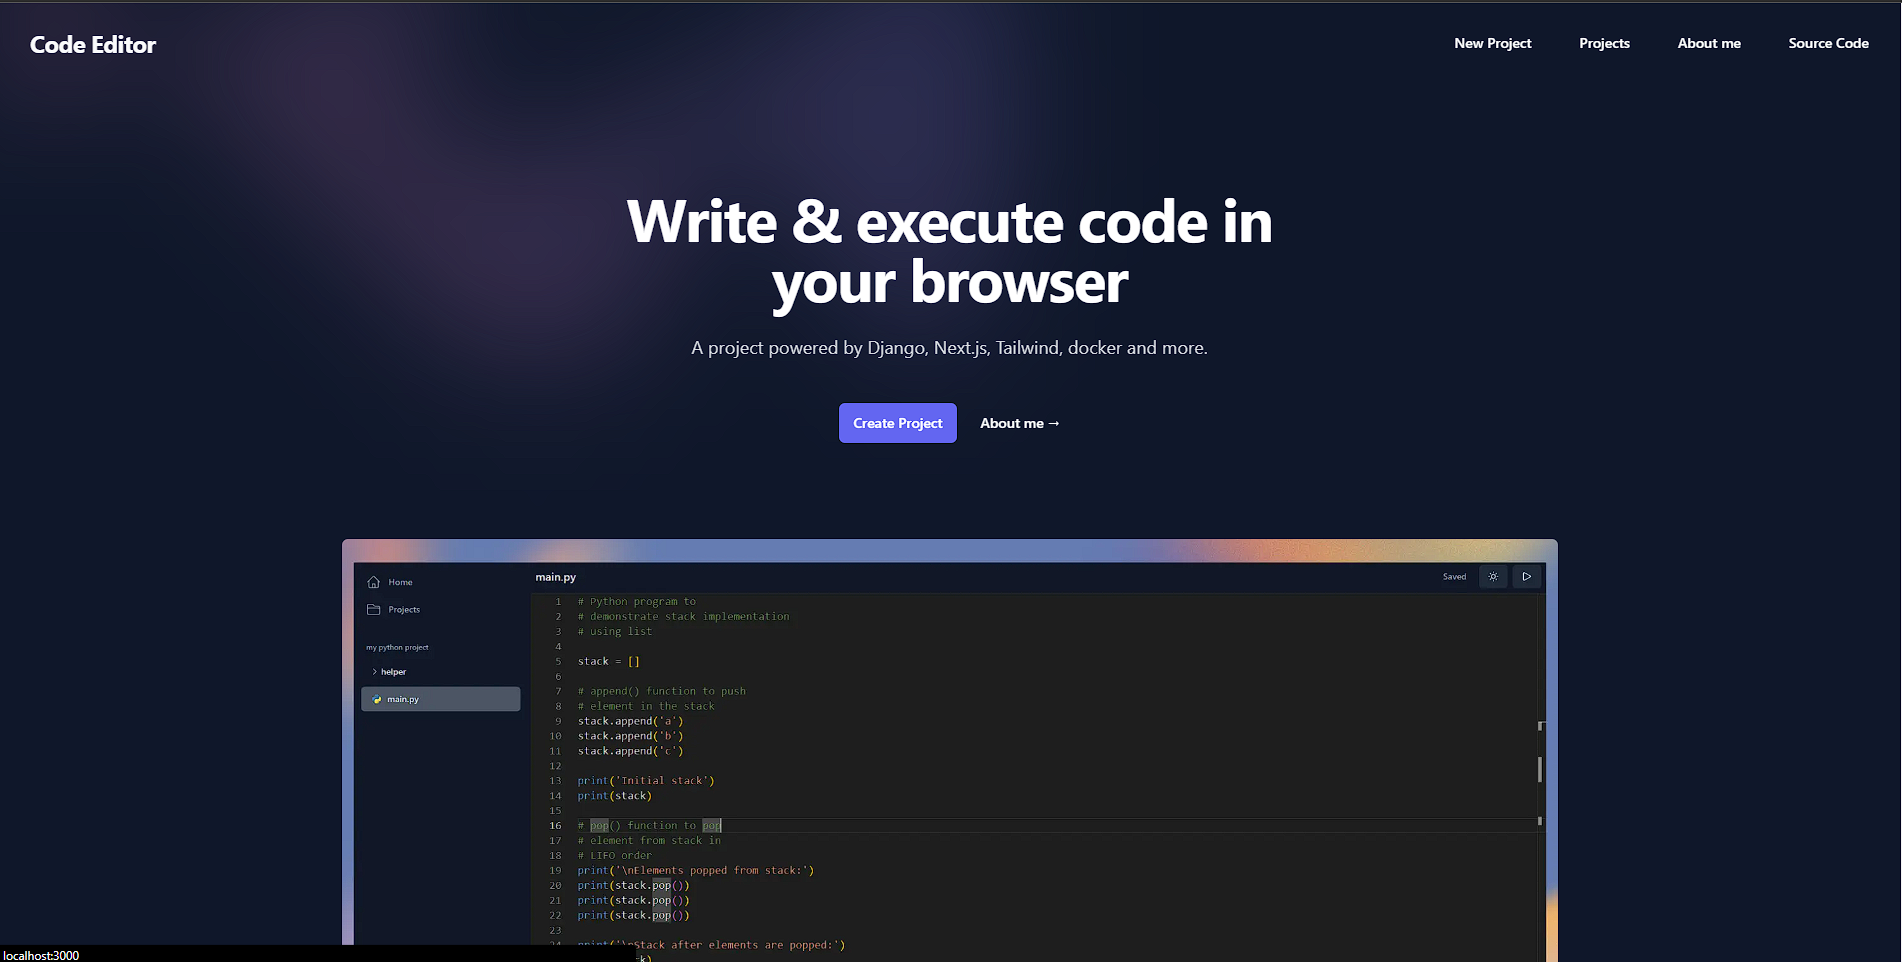 Code Editor
New Project
Projects
About me
Source Code
Write & execute code in
your browser
A project powered by Django, Next.js, Tailwind, docker and more.
Create Project
About me →
Home
Projects
my python project
helper
main.py
main.py
Saved
1 # Python program to
2 # demonstrate stack implementation
3 # using list
4
5 stack = []
6
7 # append() function to push
8 # element in the stack
9 stack.append('a')
10 stack.append('b')
11 stack.append('c')
12
13 print('Initial stack')
14 print(stack)
15
16 # pop() function to pop
17 # element from stack in
18 # LIFO order
19 print('\nElements popped from stack:')
20 print(stack.pop())
21 print(stack.pop())
22 print(stack.pop())
23
24 print('\nStack after elements are popped:')
k)
localhost:3000